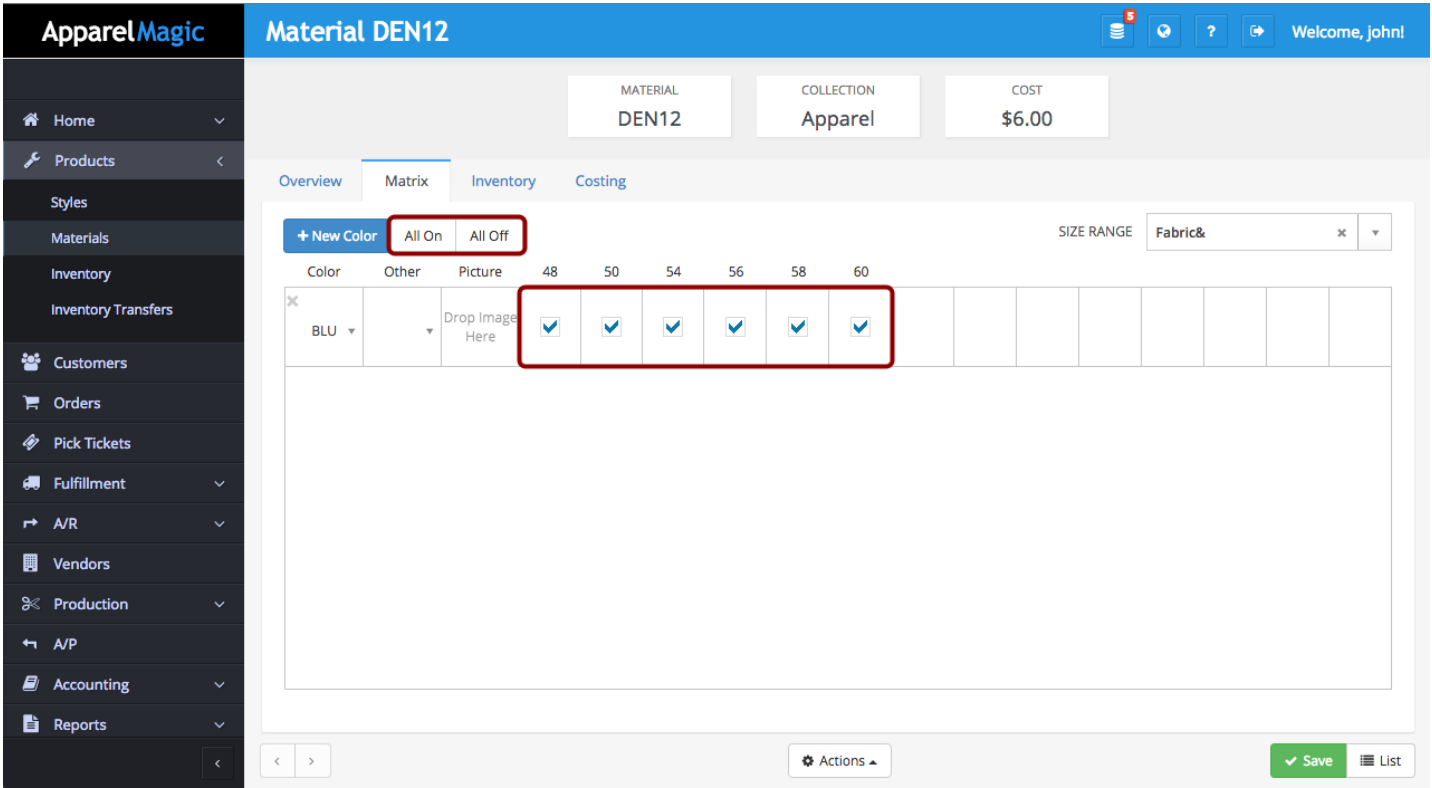 ApparelMagic
Material DEN12
5
?
Welcome, john!
Home
Products
Styles
Materials
Inventory
Inventory Transfers
Customers
Orders
Pick Tickets
Fulfillment
A/R
Vendors
Production
A/P
Accounting
Reports
MATERIAL
DEN12
COLLECTION
Apparel
COST
$6.00
Overview Matrix Inventory Costing
+ New Color All On All Off SIZE RANGE Fabric&
Color Other Picture 48 50 54 56 58 60
BLU Drop Image
Here
Actions
Save List